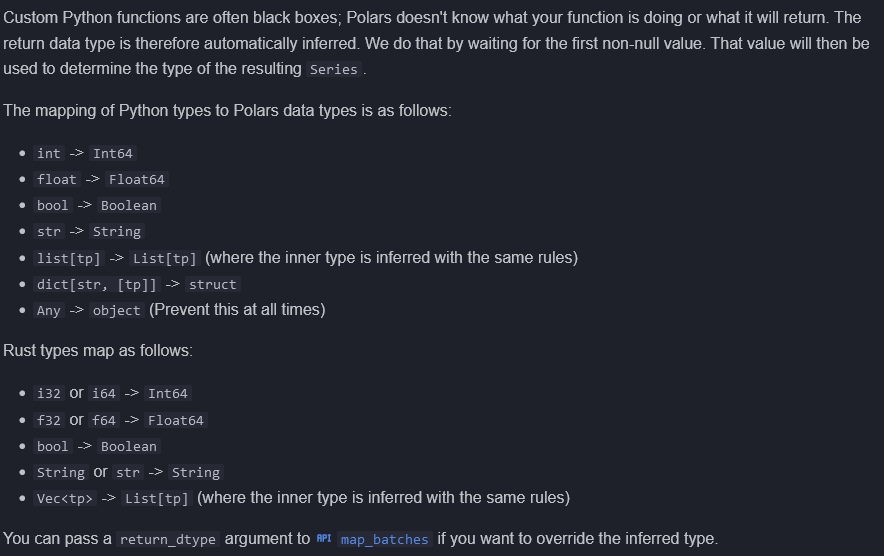 Custom Python functions are often black boxes; Polars doesn't know what your function is doing or what it will return. The
return data type is therefore automatically inferred. We do that by waiting for the first non-null value. That value will then be
used to determine the type of the resulting Series.
The mapping of Python types to Polars data types is as follows:
• int -> Int64
• float -> Float64
• bool -> Boolean
• str -> String
• list[tp] -> List[tp] (where the inner type is inferred with the same rules)
• dict[str, [tp]] -> struct
• Any -> object (Prevent this at all times)
Rust types map as follows:
• i32 or i64 -> Int64
• f32 or f64 -> Float64
• bool -> Boolean
• String or str -> String
• Vec<tp> -> List[tp] (where the inner type is inferred with the same rules)
You can pass a return_dtype argument to API map_batches if you want to override the inferred type.